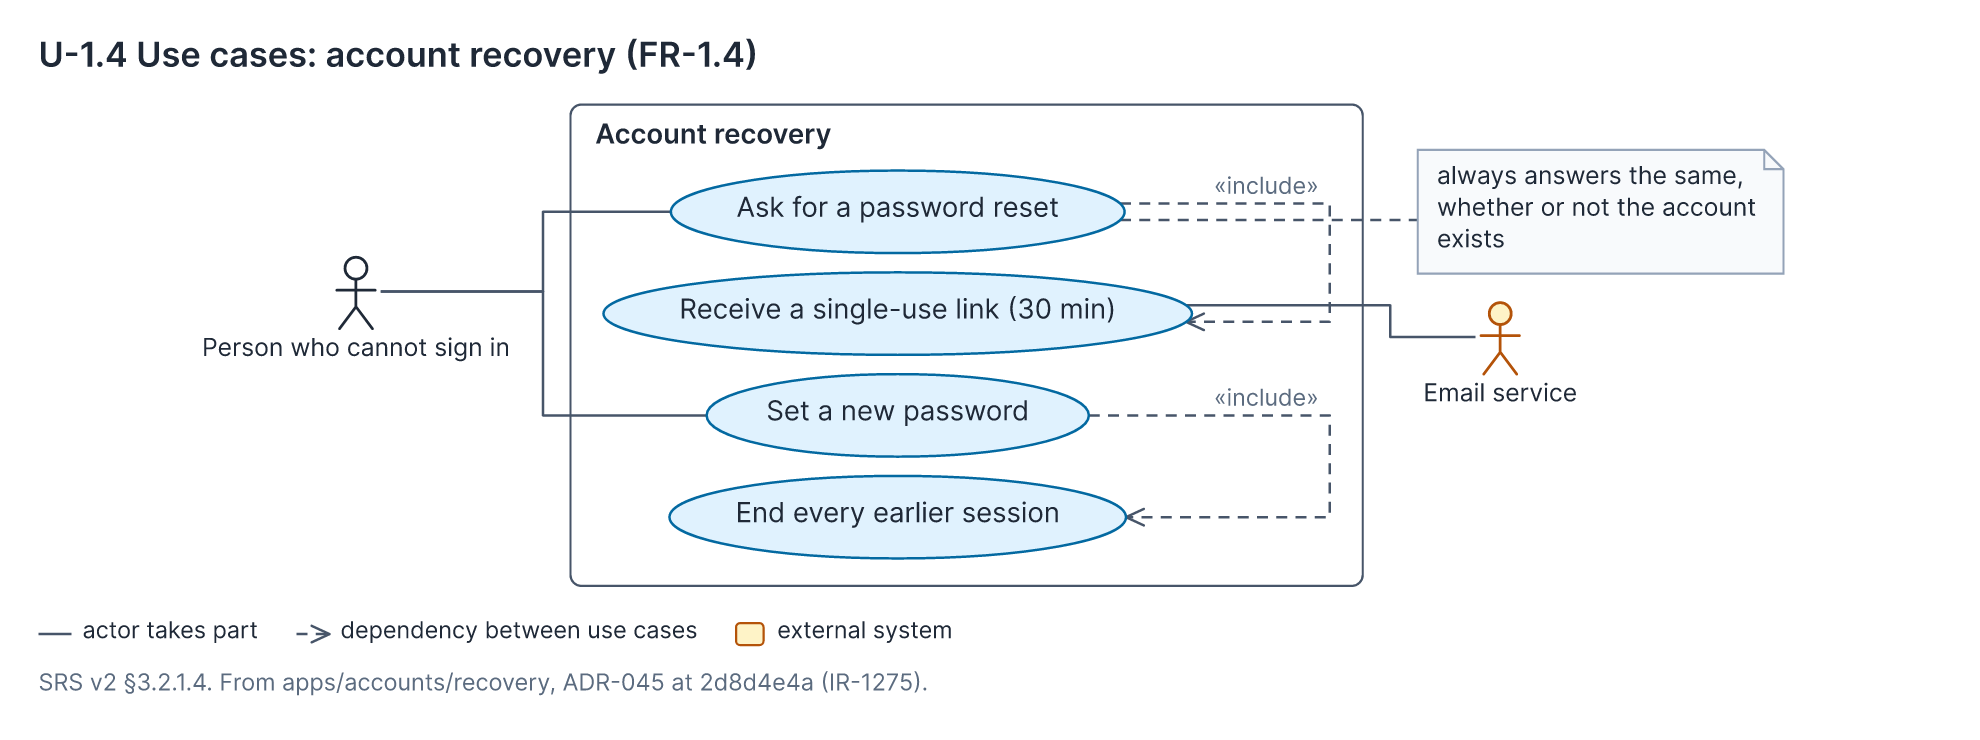 U-1.4 Use cases: account recovery (FR-1.4)
Account recovery
«include»
always answers the same,
whether or not the account
exists
Ask for a password reset
Receive a single-use link (30 min)
Person who cannot sign in
Email service
«include»
Set a new password
End every earlier session
actor takes part
dependency between use cases
external system
SRS v2 §3.2.1.4. From apps/accounts/recovery, ADR-045 at 2d8d4e4a (IR-1275).